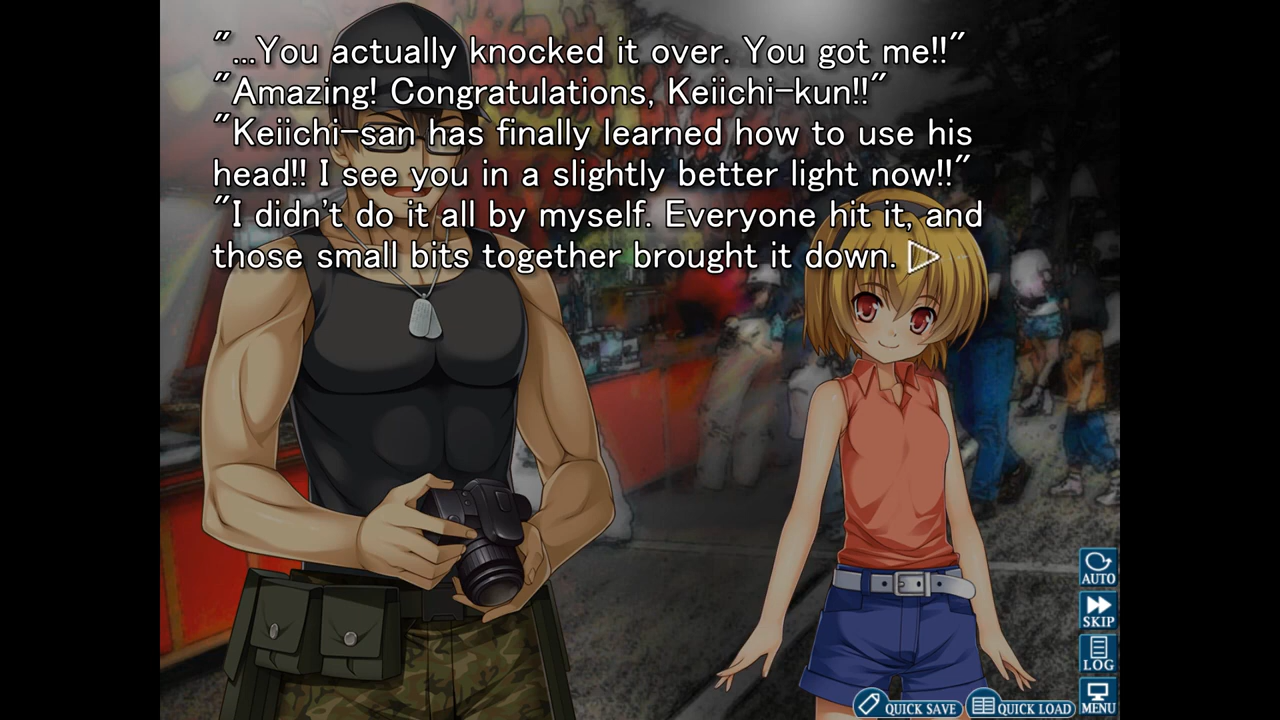 "...You actually knocked it over. You got me!!"
"Amazing! Congratulations, Keiichi-kun!!"
"Keiichi-san has finally learned how to use his
head!! I see you in a slightly better light now!!"
"I didn't do it all by myself. Everyone hit it, and
those small bits together brought it down.
AUTO
SKIP
LOG
MENU
QUICK SAVE
QUICK LOAD